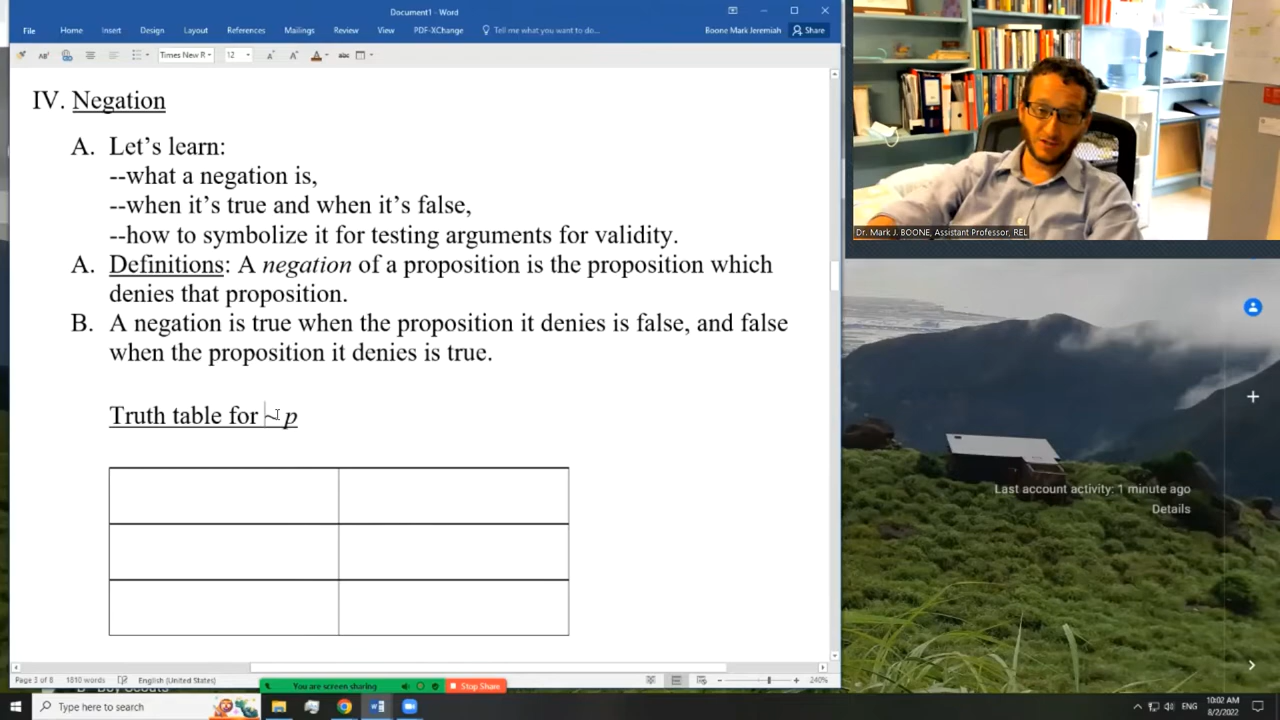 Document1 - Word
File Home Insert Design Layout References Mailings Review View PDF-XChange Tell me what you want to do... Boone Mark Jeremiah Share
Times New R 12
IV. Negation
A. Let's learn:
--what a negation is,
--when it's true and when it's false,
--how to symbolize it for testing arguments for validity.
A. Definitions: A negation of a proposition is the proposition which
denies that proposition.
B. A negation is true when the proposition it denies is false, and false
when the proposition it denies is true.
Truth table for ~p
Page 3 of 8 1810 words English (United States) 240%
You are screen sharing Stop Share
Type here to search
Dr. Mark J. BOONE, Assistant Professor, REL
Last account activity: 1 minute ago
Details
ENG
10:02 AM
8/2/2022